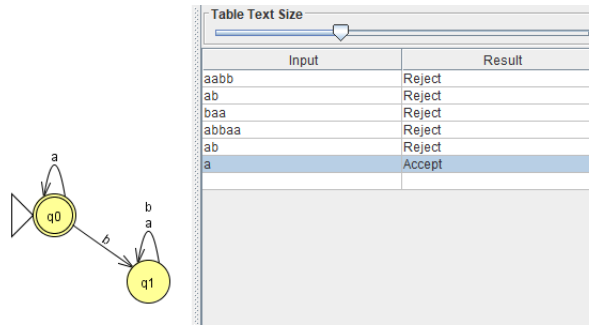 Table Text Size
Input Result
aabb Reject
ab Reject
baa Reject
abbaa Reject
ab Reject
a Accept
a
q0
b
b
a
q1